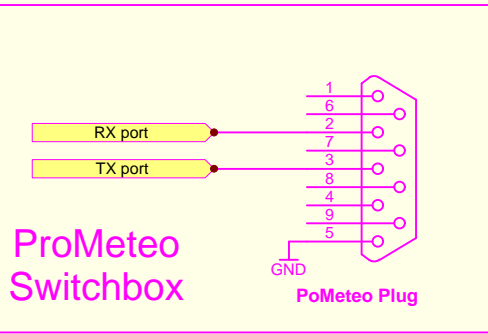 1
6
RX port
2
7
TX port
3
8
4
9
ProMeteo
5
Switchbox
GND
PoMeteo Plug